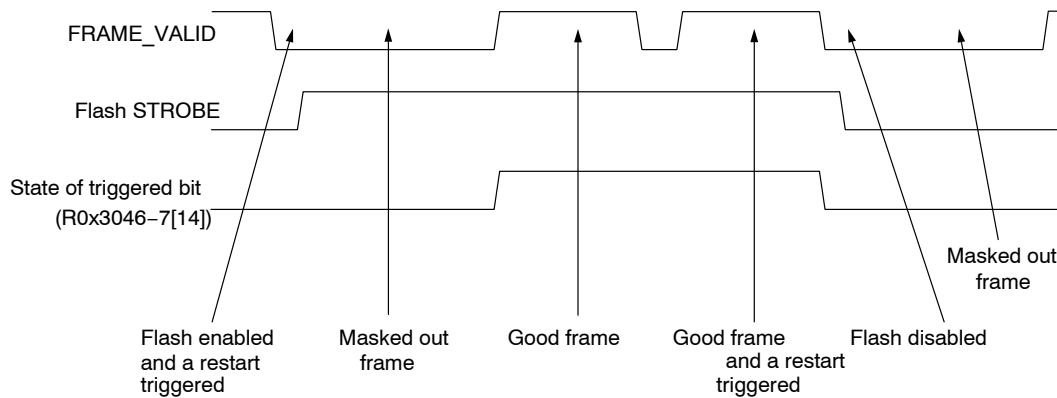 FRAME_VALID
Flash STROBE
State of triggered bit
(R0x3046−7[14])
Masked out
frame
Flash enabled
and a restart
triggered
Masked out
frame
Good frame
Good frame
and a restart
triggered
Flash disabled